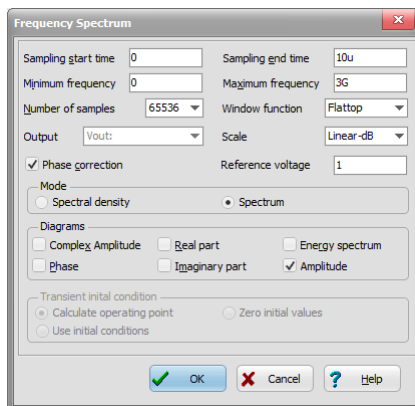 Frequency Spectrum
Sampling start time 0 Sampling end time 10u
Minimum frequency 0 Maximum frequency 3G
Number of samples 65536 Window function Flattop
Output Vout: Scale Linear-dB
Phase correction Reference voltage 1
Mode
Spectral density Spectrum
Diagrams
Complex Amplitude Real part Energy spectrum
Phase Imaginary part Amplitude
Transient inital condition
Calculate operating point Zero initial values
Use initial conditions
OK Cancel ? Help